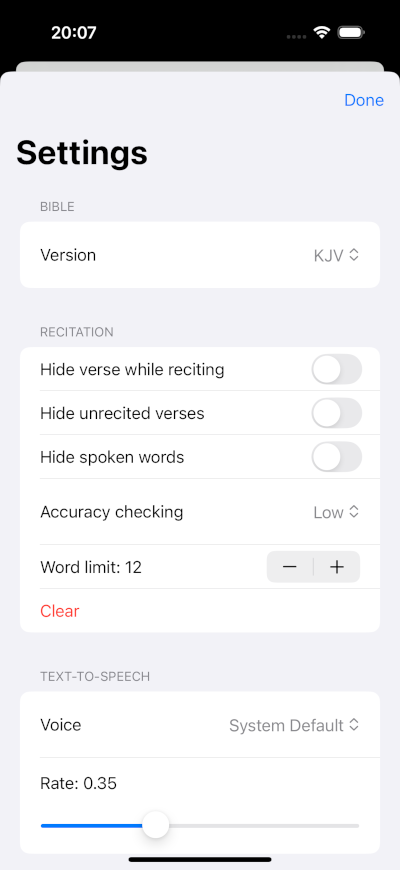 20:07
Done
Settings
BIBLE
Version KJV
RECITATION
Hide verse while reciting
Hide unrecited verses
Hide spoken words
Accuracy checking Low
Word limit: 12 − +
Clear
TEXT-TO-SPEECH
Voice System Default
Rate: 0.35